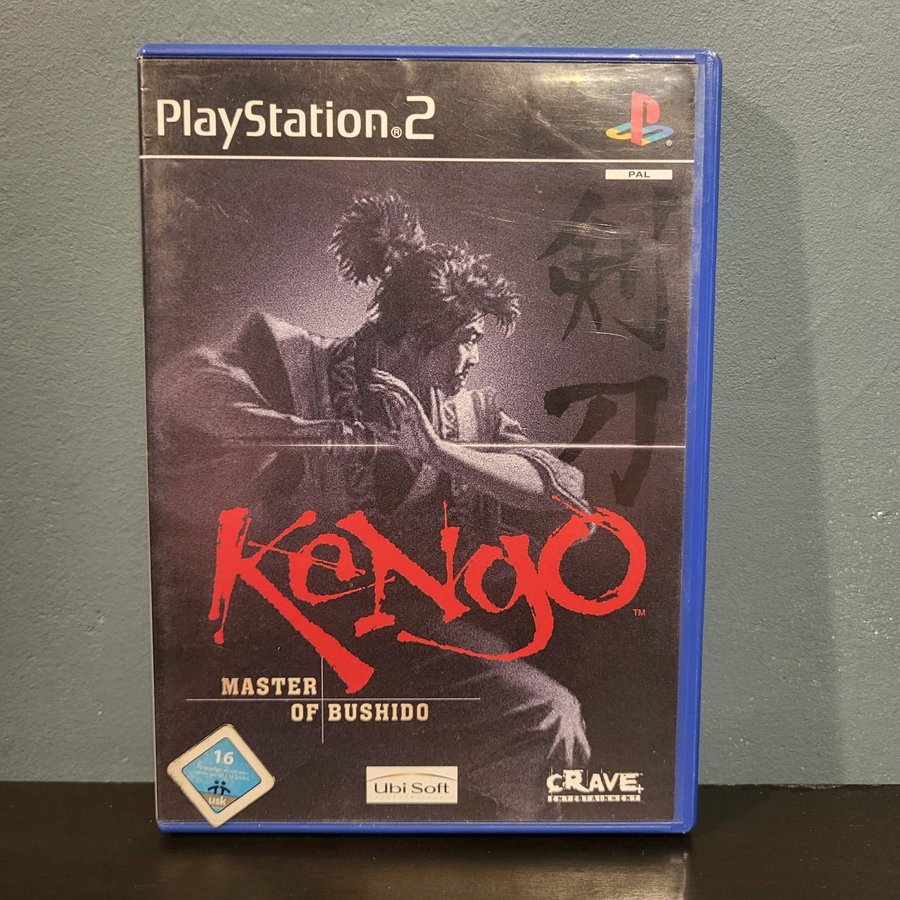 PlayStation®2
PAL
剣
刀
Kengo™
MASTER
OF BUSHIDO
16
usk
Ubi Soft
CRAVE
ENTERTAINMENT